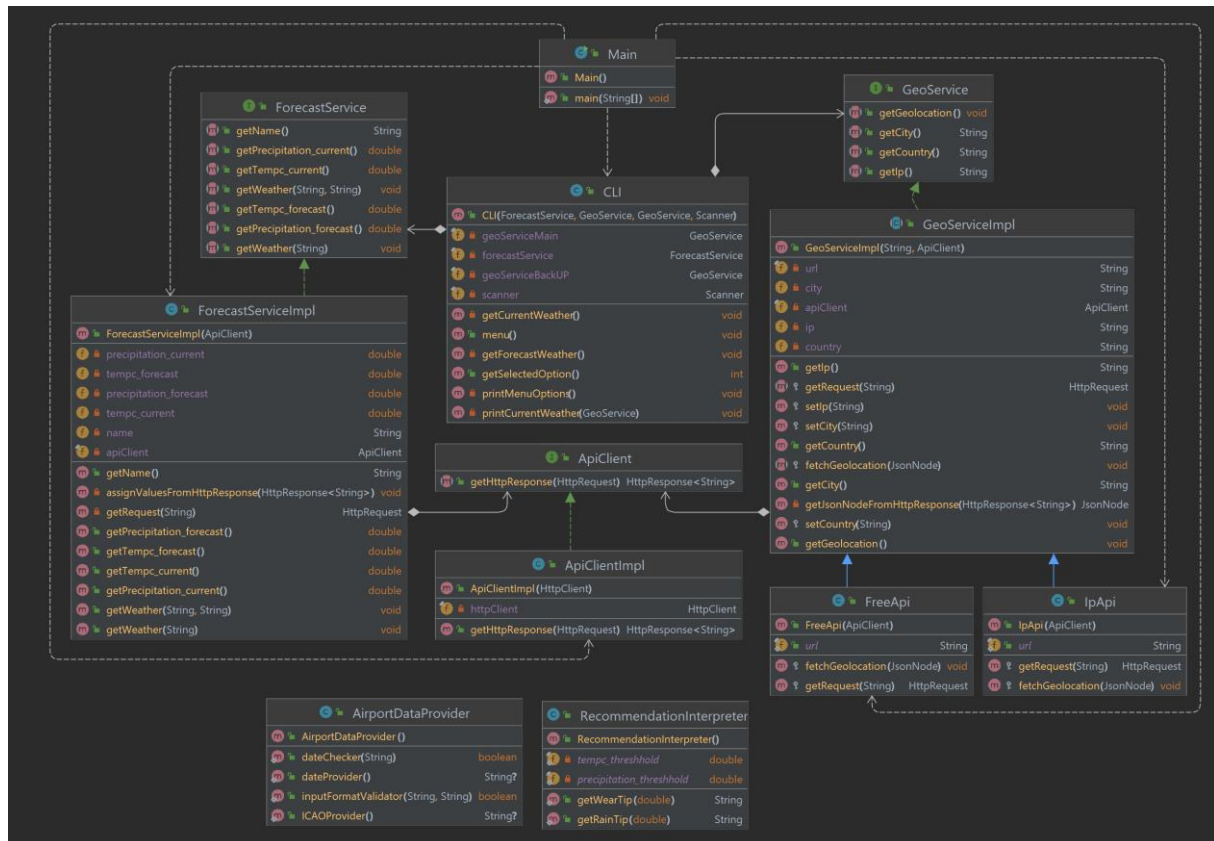 Main
Main()
main(String[]) void
ForecastService
getName() String
getPrecipitation_current() double
getTempc_current() double
getWeather(String, String) void
getTempc_forecast() double
getPrecipitation_forecast() double
getWeather(String) void
GeoService
getGeolocation() void
getCity() String
getCountry() String
getIp() String
CLI
CLI(ForecastService, GeoService, GeoService, Scanner)
geoServiceMain GeoService
forecastService ForecastService
geoServiceBackUP GeoService
scanner Scanner
getCurrentWeather() void
menu() void
getForecastWeather() void
getSelectedOption() int
printMenuOptions() void
printCurrentWeather(GeoService) void
GeoServiceImpl
GeoServiceImpl(String, ApiClient)
url String
city String
apiClient ApiClient
ip String
country String
getIp() String
getRequest(String) HttpRequest
setIp(String) void
setCity(String) void
getCountry() String
fetchGeolocation(JsonNode) void
getCity() String
getJsonNodeFromHttpResponse(HttpResponse<String>) JsonNode
setCountry(String) void
getGeolocation() void
ForecastServiceImpl
ForecastServiceImpl(ApiClient)
precipitation_current double
tempc_forecast double
precipitation_forecast double
tempc_current double
name String
apiClient ApiClient
getName() String
assignValuesFromHttpResponse(HttpResponse<String>) void
getRequest(String) HttpRequest
getPrecipitation_forecast() double
getTempc_forecast() double
getTempc_current() double
getPrecipitation_current() double
getWeather(String, String) void
getWeather(String) void
ApiClient
getHttpResponse(HttpRequest) HttpResponse<String>
ApiClientImpl
ApiClientImpl(HttpClient)
httpClient HttpClient
getHttpResponse(HttpRequest) HttpResponse<String>
FreeApi
FreeApi(ApiClient)
url String
fetchGeolocation(JsonNode) void
getRequest(String) HttpRequest
IpApi
IpApi(ApiClient)
url String
getRequest(String) HttpRequest
fetchGeolocation(JsonNode) void
AirportDataProvider
AirportDataProvider()
dateChecker(String) boolean
dateProvider() String?
inputFormatValidator(String, String) boolean
ICAOProvider() String?
RecommendationInterpreter
RecommendationInterpreter()
tempc_threshhold double
precipitation_threshhold double
getWearTip(double) String
getRainTip(double) String